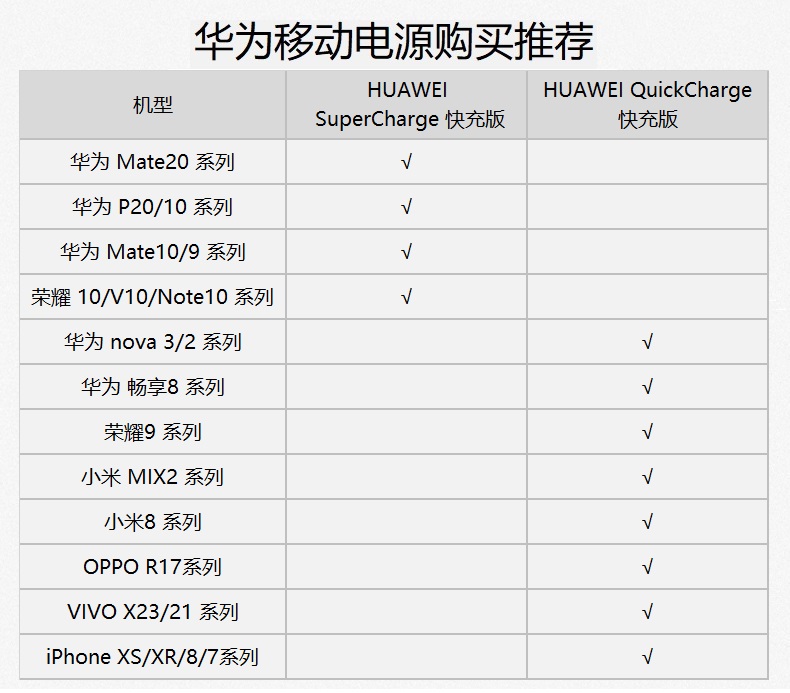 华为移动电源购买推荐
机型
HUAWEI
SuperCharge 快充版
HUAWEI QuickCharge
快充版
华为 Mate20 系列 √
华为 P20/10 系列 √
华为 Mate10/9 系列 √
荣耀 10/V10/Note10 系列 √
华为 nova 3/2 系列 √
华为 畅享8 系列 √
荣耀9 系列 √
小米 MIX2 系列 √
小米8 系列 √
OPPO R17系列 √
VIVO X23/21 系列 √
iPhone XS/XR/8/7系列 √